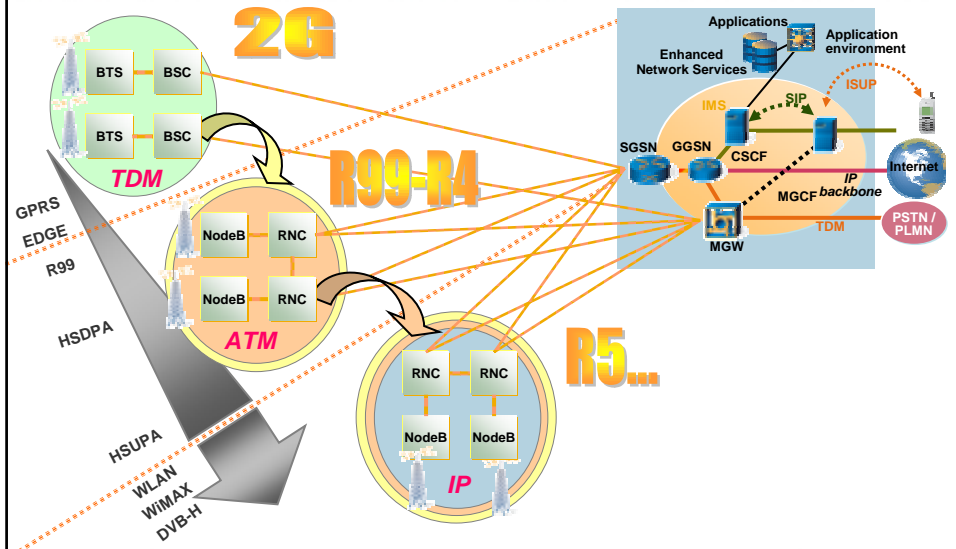 2G
BTS
BSC
BTS
BSC
TDM
R99-R4
NodeB
RNC
NodeB
RNC
ATM
R5...
RNC
RNC
NodeB
NodeB
IP
GPRS
EDGE
R99
HSDPA
HSUPA
WLAN
WiMAX
DVB-H
Applications
Application
environment
Enhanced
Network Services
ISUP
IMS
SIP
SGSN
GGSN
CSCF
IP
backbone
MGCF
Internet
MGW
TDM
PSTN /
PLMN